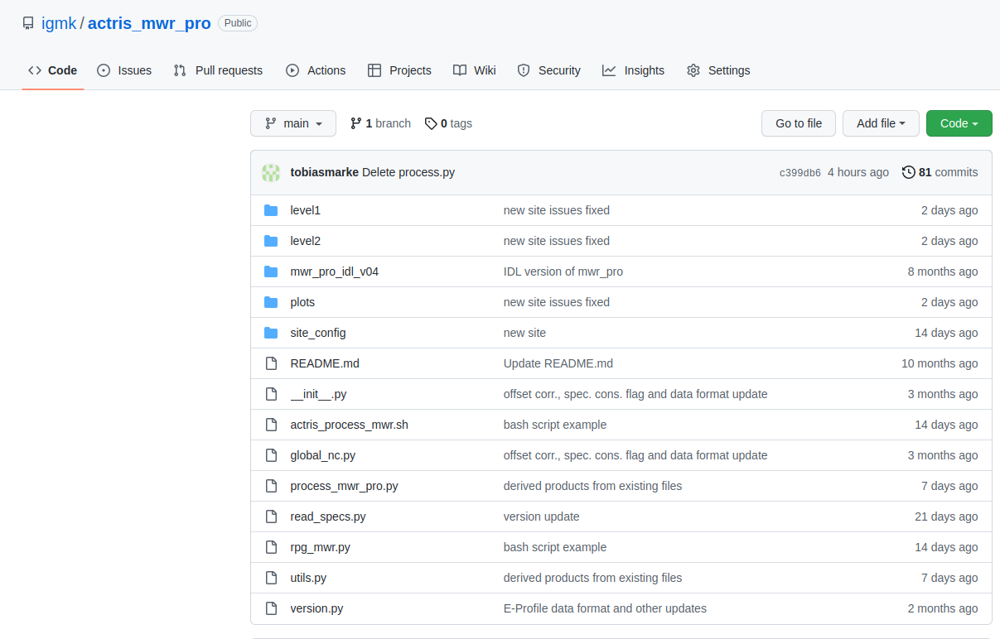 igmk / actris_mwr_pro Public
Code Issues Pull requests Actions Projects Wiki Security Insights Settings
main 1 branch 0 tags Go to file Add file Code
tobiasmarke Delete process.py c399db6 4 hours ago 81 commits
level1 new site issues fixed 2 days ago
level2 new site issues fixed 2 days ago
mwr_pro_idl_v04 IDL version of mwr_pro 8 months ago
plots new site issues fixed 2 days ago
site_config new site 14 days ago
README.md Update README.md 10 months ago
__init__.py offset corr., spec. cons. flag and data format update 3 months ago
actris_process_mwr.sh bash script example 14 days ago
global_nc.py offset corr., spec. cons. flag and data format update 3 months ago
process_mwr_pro.py derived products from existing files 7 days ago
read_specs.py version update 21 days ago
rpg_mwr.py bash script example 14 days ago
utils.py derived products from existing files 7 days ago
version.py E-Profile data format and other updates 2 months ago